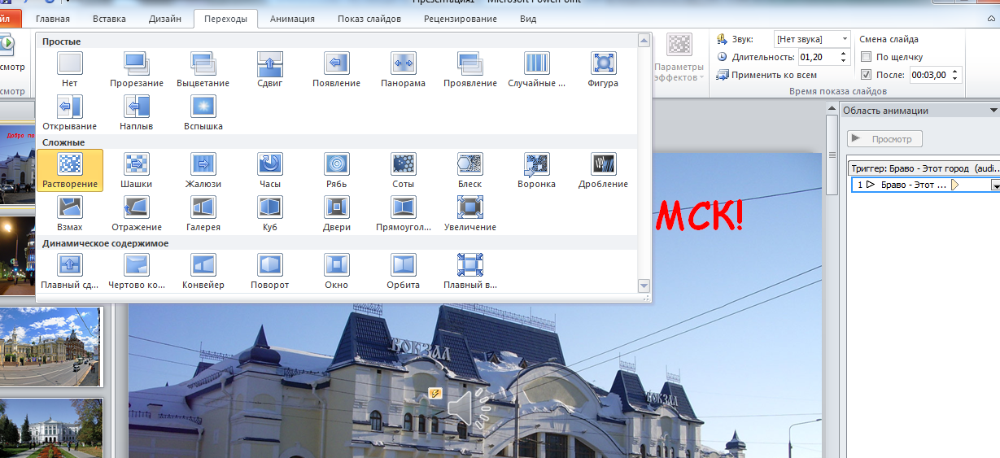 Презентация1 - Microsoft PowerPoint
Главная Вставка Дизайн Переходы Анимация Показ слайдов Рецензирование Вид
Простые
Нет Прорезание Выцветание Сдвиг Появление Панорама Проявление Случайные ... Фигура
Открывание Наплыв Вспышка
Сложные
Растворение Шашки Жалюзи Часы Рябь Соты Блеск Воронка Дробление
Взмах Отражение Галерея Куб Двери Прямоугол... Увеличение
Динамическое содержимое
Плавный сд... Чертово ко... Конвейер Поворот Окно Орбита Плавный в...
Параметры
эффектов
Звук: [Нет звука]
Длительность: 01,20
Применить ко всем
Смена слайда
По щелчку
После: 00:03,00
Время показа слайдов
Область анимации
Просмотр
Триггер: Браво - Этот город (audi...
1 Браво - Этот ...
Добро по
МСК!
ВОКЗАЛ
ВОКЗАЛ